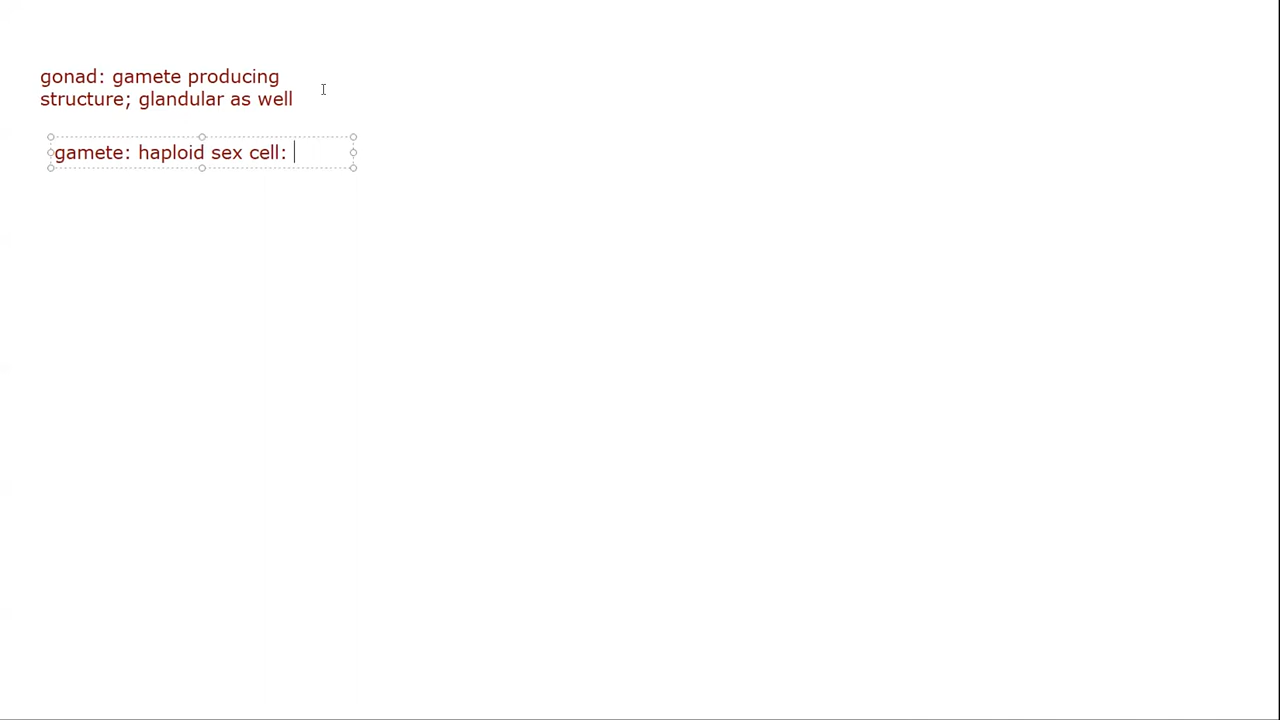 gonad: gamete producing
structure; glandular as well
gamete: haploid sex cell: